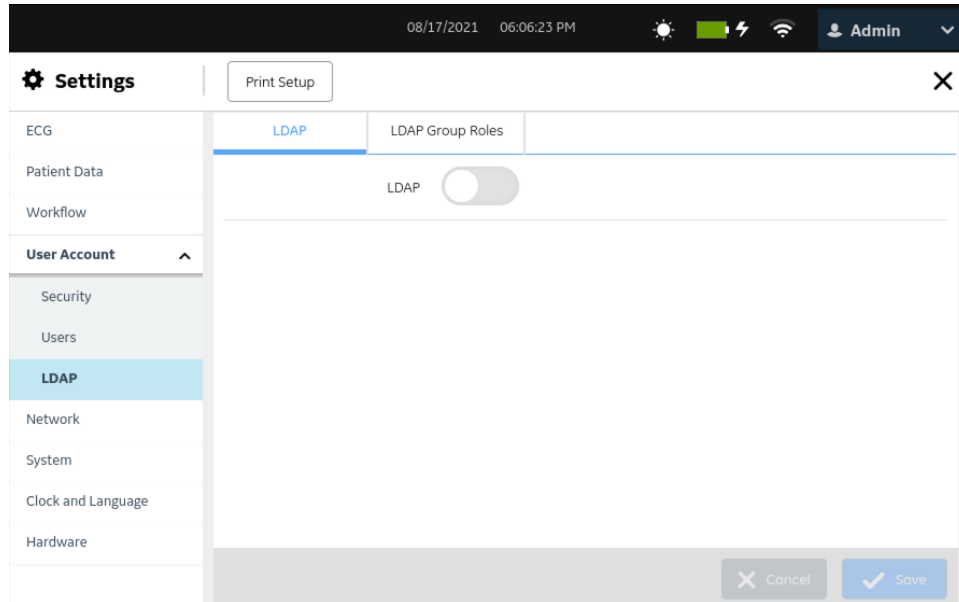 08/17/2021 06:06:23 PM Admin
Settings Print Setup
ECG
Patient Data
Workflow
User Account
Security
Users
LDAP
Network
System
Clock and Language
Hardware
LDAP LDAP Group Roles
LDAP
Cancel Save